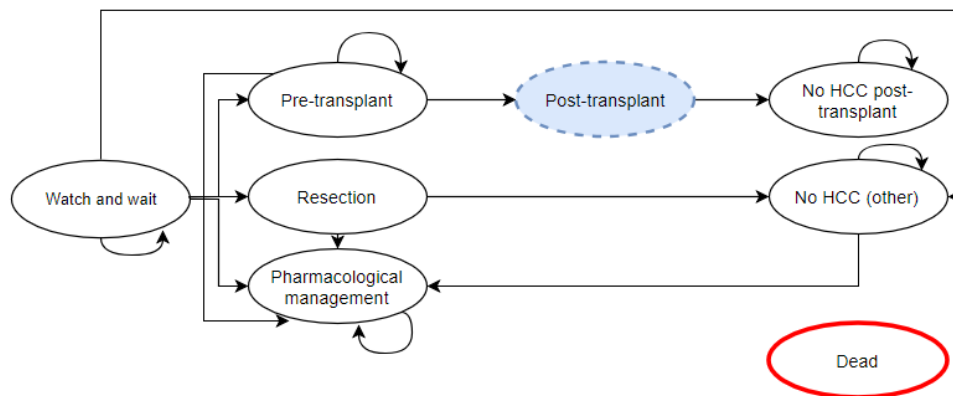 Pre-transplant
Post-transplant
No HCC post-
transplant
Watch and wait
Resection
No HCC (other)
Pharmacological
management
Dead